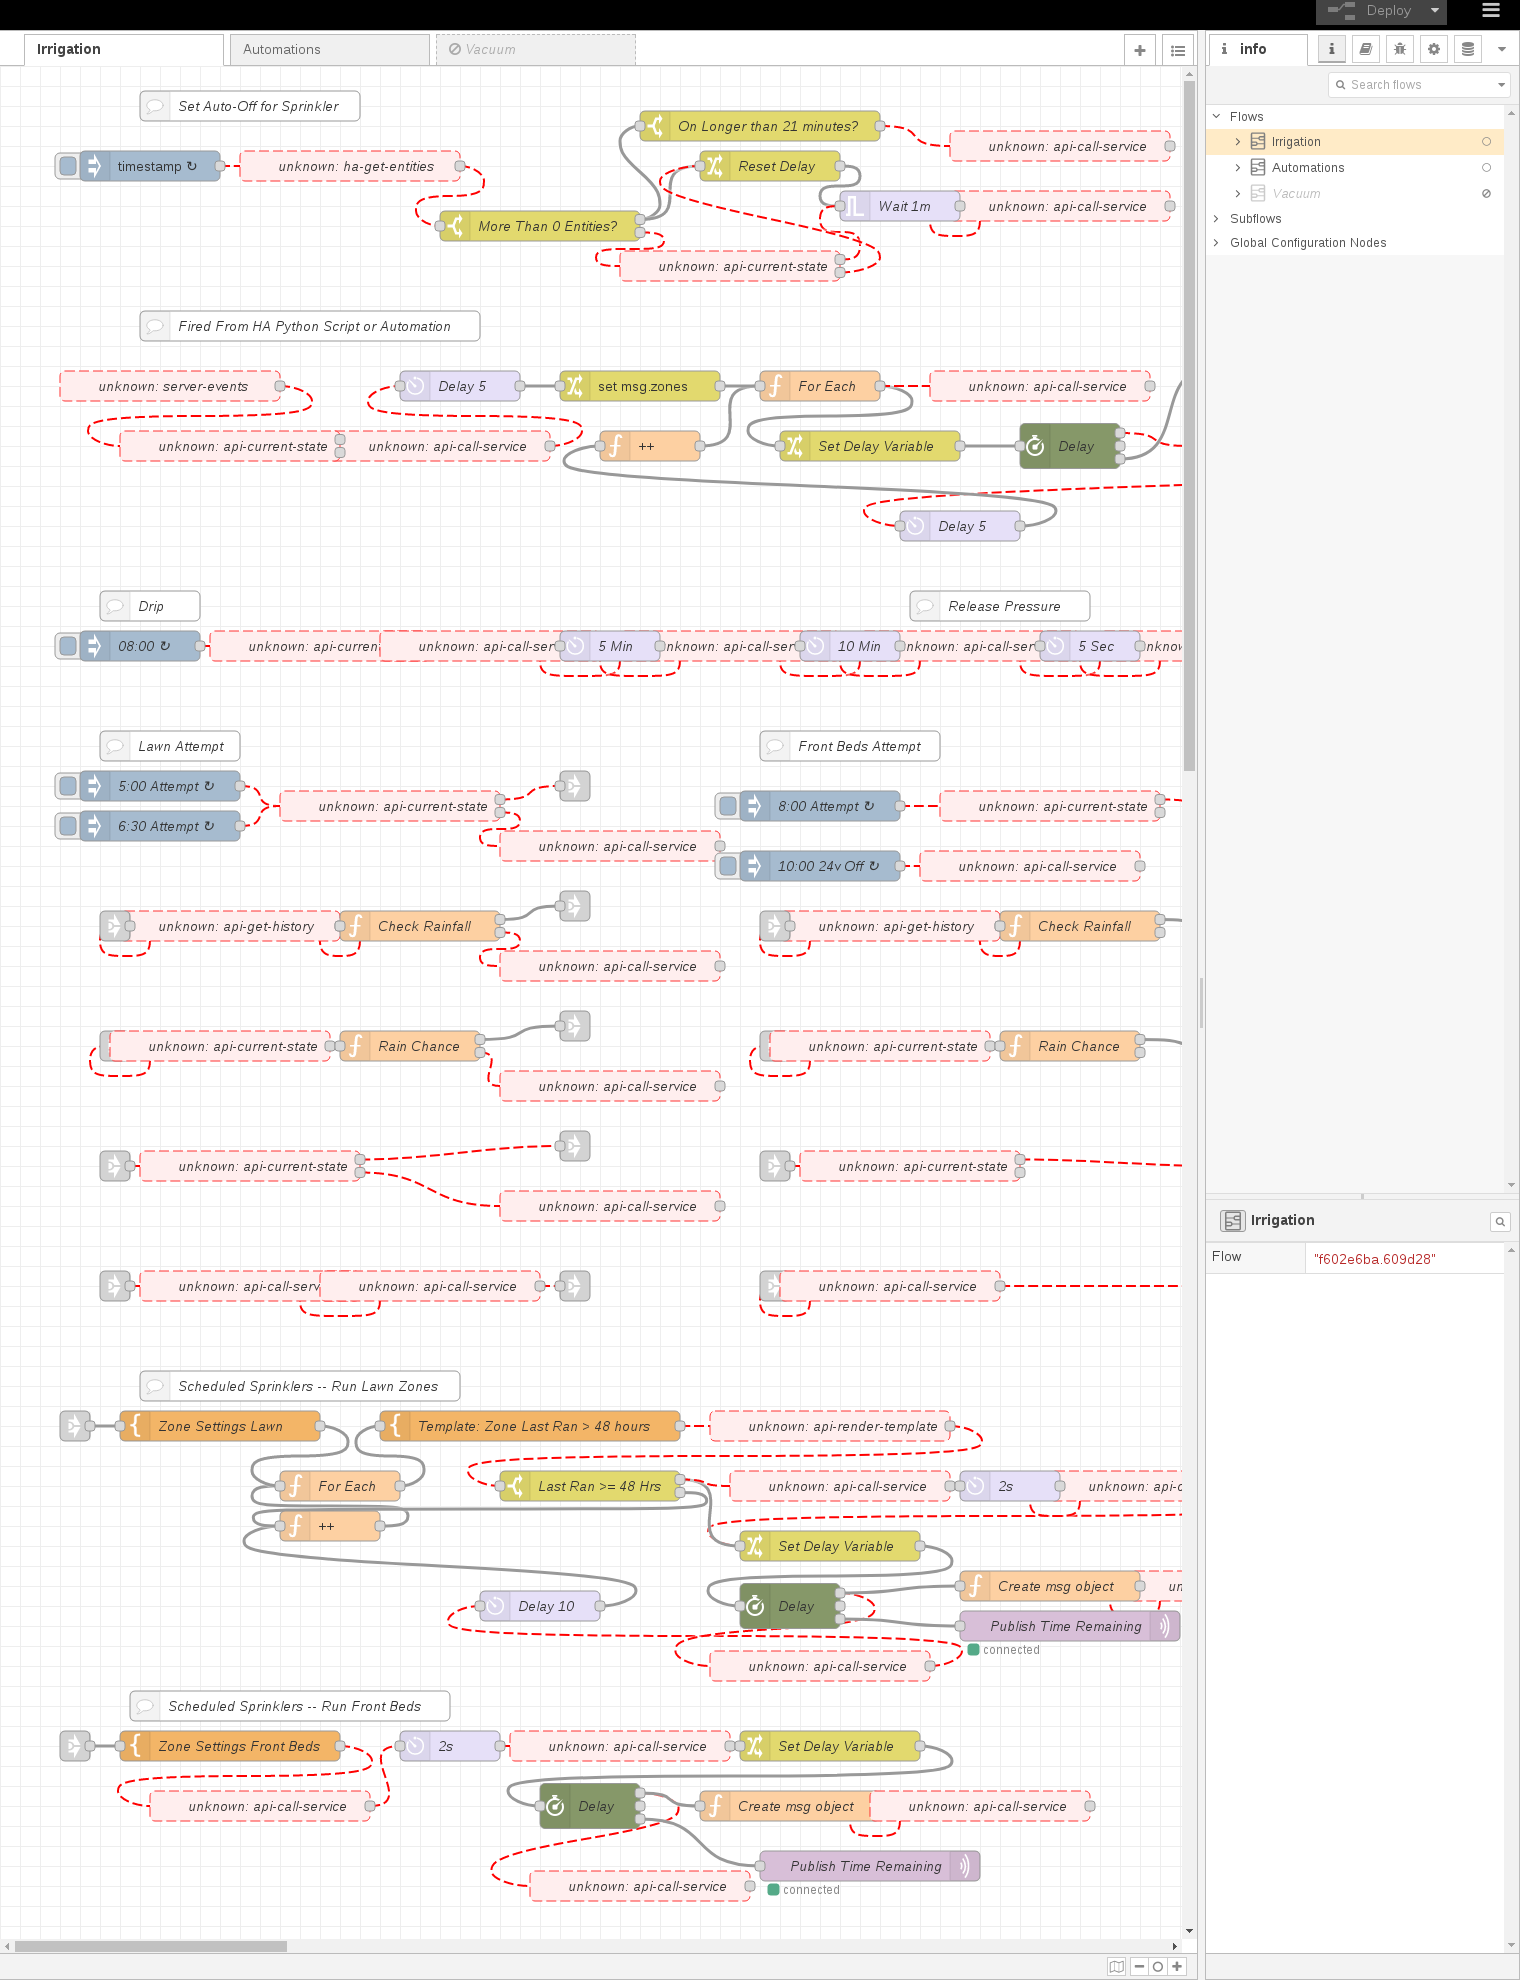 Deploy
Irrigation
Automations
Vacuum
info
Search flows
Flows
Irrigation
Automations
Vacuum
Subflows
Global Configuration Nodes
Set Auto-Off for Sprinkler
On Longer than 21 minutes?
unknown: api-call-service
timestamp ↻
unknown: ha-get-entities
Reset Delay
Wait 1m
unknown: api-call-service
More Than 0 Entities?
unknown: api-current-state
Fired From HA Python Script or Automation
unknown: server-events
Delay 5
set msg.zones
For Each
unknown: api-call-service
unknown: api-current-state
unknown: api-call-service
++
Set Delay Variable
Delay
Delay 5
Drip
Release Pressure
08:00 ↻
unknown: api-curren
unknown: api-call-ser
5 Min
nknown: api-call-ser
10 Min
nknown: api-call-ser
5 Sec
nknow
Lawn Attempt
Front Beds Attempt
5:00 Attempt ↻
unknown: api-current-state
8:00 Attempt ↻
unknown: api-current-state
6:30 Attempt ↻
unknown: api-call-service
10:00 24v Off ↻
unknown: api-call-service
unknown: api-get-history
Check Rainfall
unknown: api-get-history
Check Rainfall
unknown: api-call-service
unknown: api-current-state
Rain Chance
unknown: api-current-state
Rain Chance
unknown: api-call-service
unknown: api-current-state
unknown: api-current-state
unknown: api-call-service
unknown: api-call-serv
unknown: api-call-service
unknown: api-call-service
Scheduled Sprinklers -- Run Lawn Zones
Zone Settings Lawn
Template: Zone Last Ran > 48 hours
unknown: api-render-template
For Each
Last Ran >= 48 Hrs
unknown: api-call-service
2s
unknown: api-c
++
Set Delay Variable
Delay 10
Delay
Create msg object
un
Publish Time Remaining
connected
unknown: api-call-service
Scheduled Sprinklers -- Run Front Beds
Zone Settings Front Beds
2s
unknown: api-call-service
Set Delay Variable
unknown: api-call-service
Delay
Create msg object
unknown: api-call-service
Publish Time Remaining
connected
unknown: api-call-service
Irrigation
Flow
"f602e6ba.609d28"